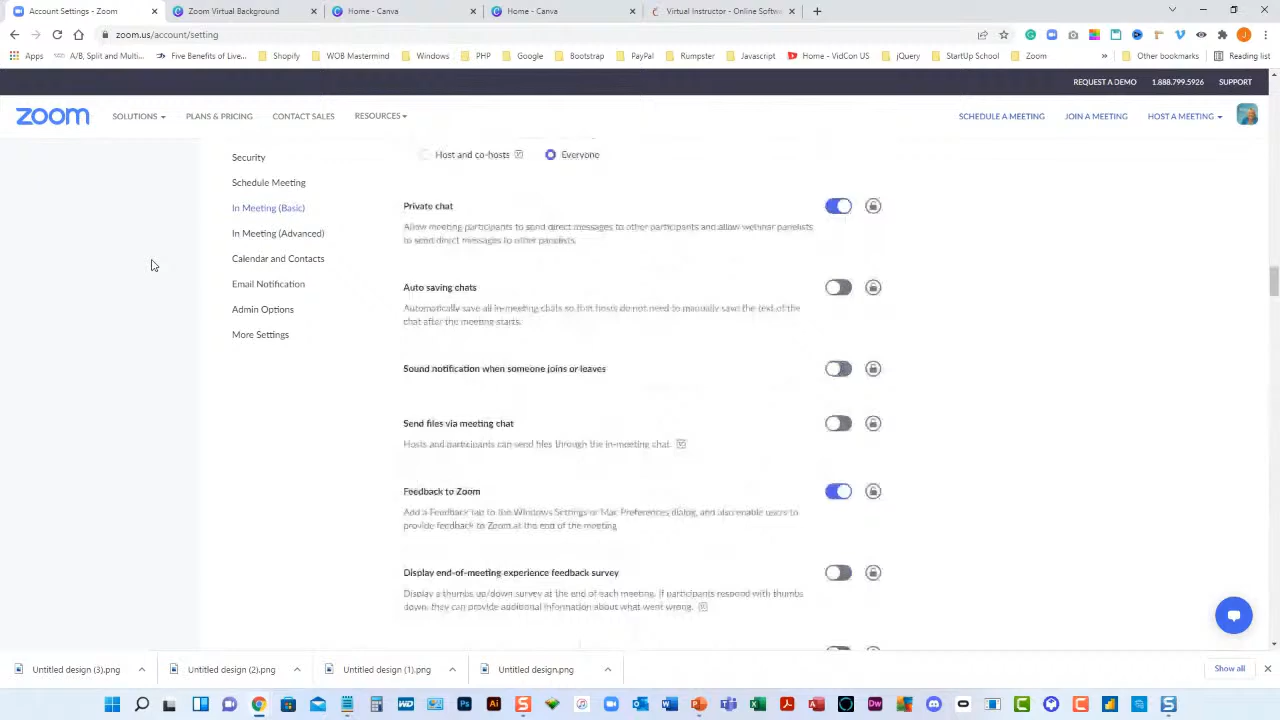 Account Settings - Zoom
Zoom Virtual Background
Home - Canva
Home - Canva
Virtual Instructor - Online Softw
zoom.us/account/setting
Apps
A/B, Split and Multi...
Five Benefits of Live...
Shopify
WOB Mastermind
Windows
PHP
Google
Bootstrap
PayPal
Rumpster
Javascript
Home - VidCon US
jQuery
StartUp School
Zoom
Other bookmarks
Reading list
REQUEST A DEMO
1.888.799.5926
SUPPORT
zoom
SOLUTIONS
PLANS & PRICING
CONTACT SALES
RESOURCES
SCHEDULE A MEETING
JOIN A MEETING
HOST A MEETING
Security
Schedule Meeting
In Meeting (Basic)
In Meeting (Advanced)
Calendar and Contacts
Email Notification
Admin Options
More Settings
Host and co-hosts
Everyone
Private chat
Allow meeting participants to send direct messages to other participants and allow webinar panelists
to send direct messages to other panelists.
Auto saving chats
Automatically save all in-meeting chats so that hosts do not need to manually save the text of the
chat after the meeting starts.
Sound notification when someone joins or leaves
Send files via meeting chat
Hosts and participants can send files through the in-meeting chat.
Feedback to Zoom
Add a Feedback tab to the Windows Settings or Mac Preferences dialog, and also enable users to
provide feedback to Zoom at the end of the meeting
Display end-of-meeting experience feedback survey
Display a thumbs up/down survey at the end of each meeting. If participants respond with thumbs
down, they can provide additional information about what went wrong.
Untitled design (3).png
Untitled design (2).png
Untitled design (1).png
Untitled design.png
Show all